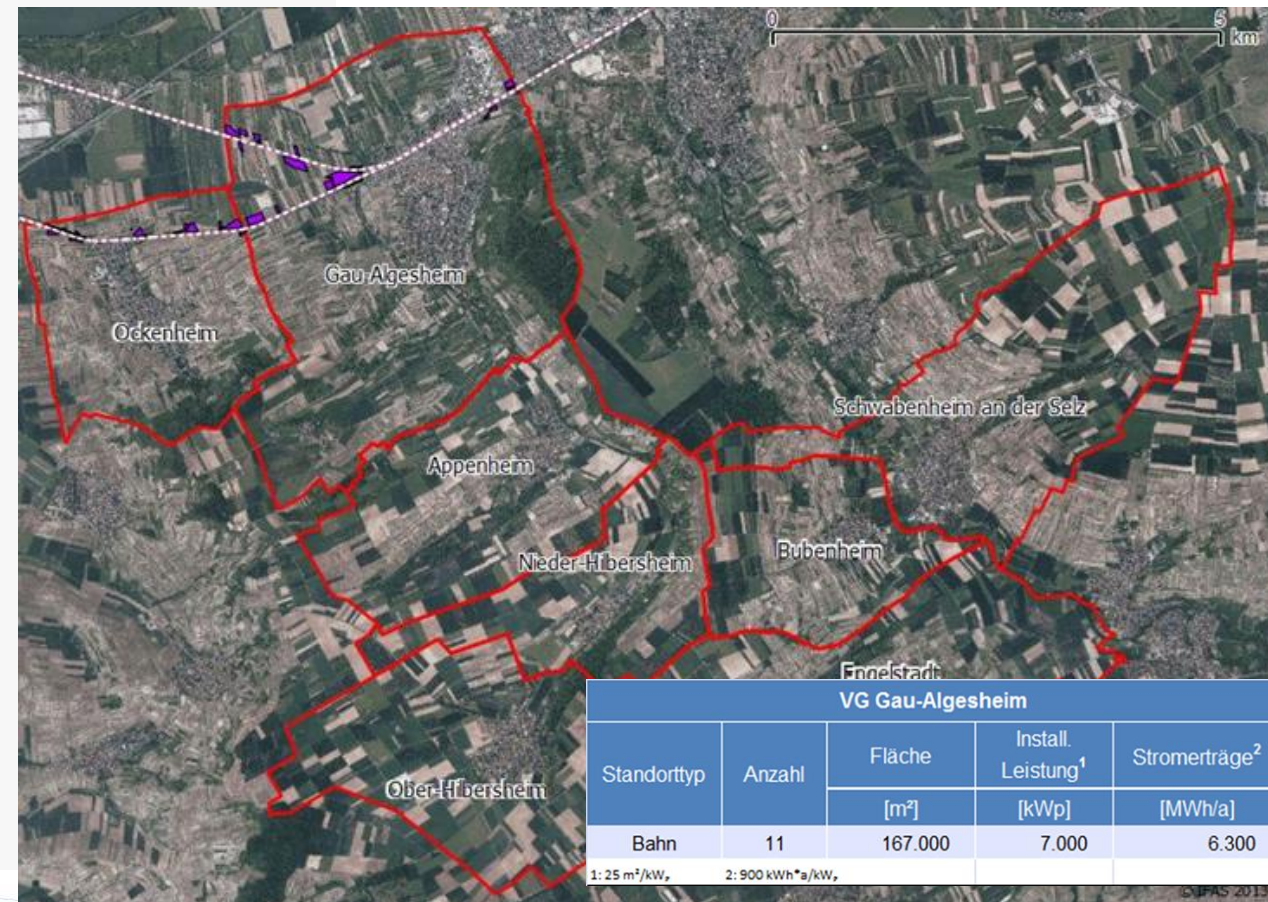 0 5
km
Gau-Algesheim
Ockenheim
Schwabenheim an der Selz
Appenheim
Bubenheim
Nieder-Hilbersheim
Engelstadt
Ober-Hilbersheim
VG Gau-Algesheim
Standorttyp Anzahl Fläche Install. Leistung¹ Stromerträge²
[m²] [kWp] [MWh/a]
Bahn 11 167.000 7.000 6.300
1: 25 m²/kWₚ 2: 900 kWh*a/kWₚ
© IFAS 2013